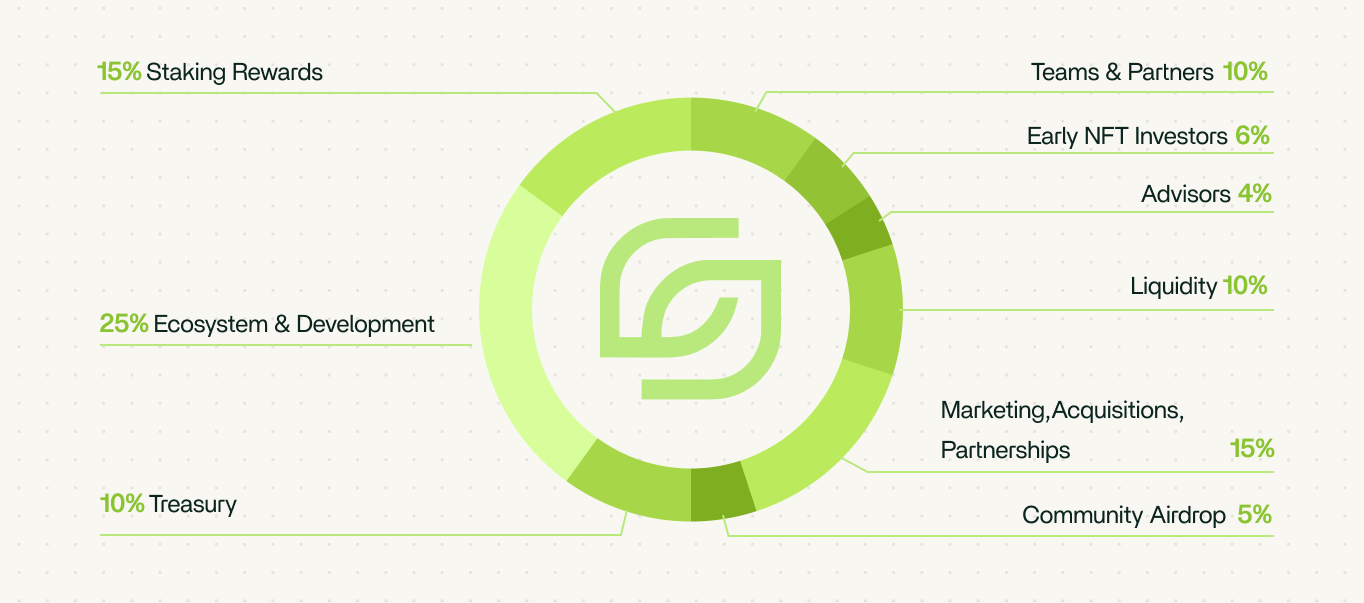 15% Staking Rewards
Teams & Partners 10%
Early NFT Investors 6%
Advisors 4%
Liquidity 10%
25% Ecosystem & Development
Marketing,Acquisitions,
Partnerships 15%
10% Treasury
Community Airdrop 5%